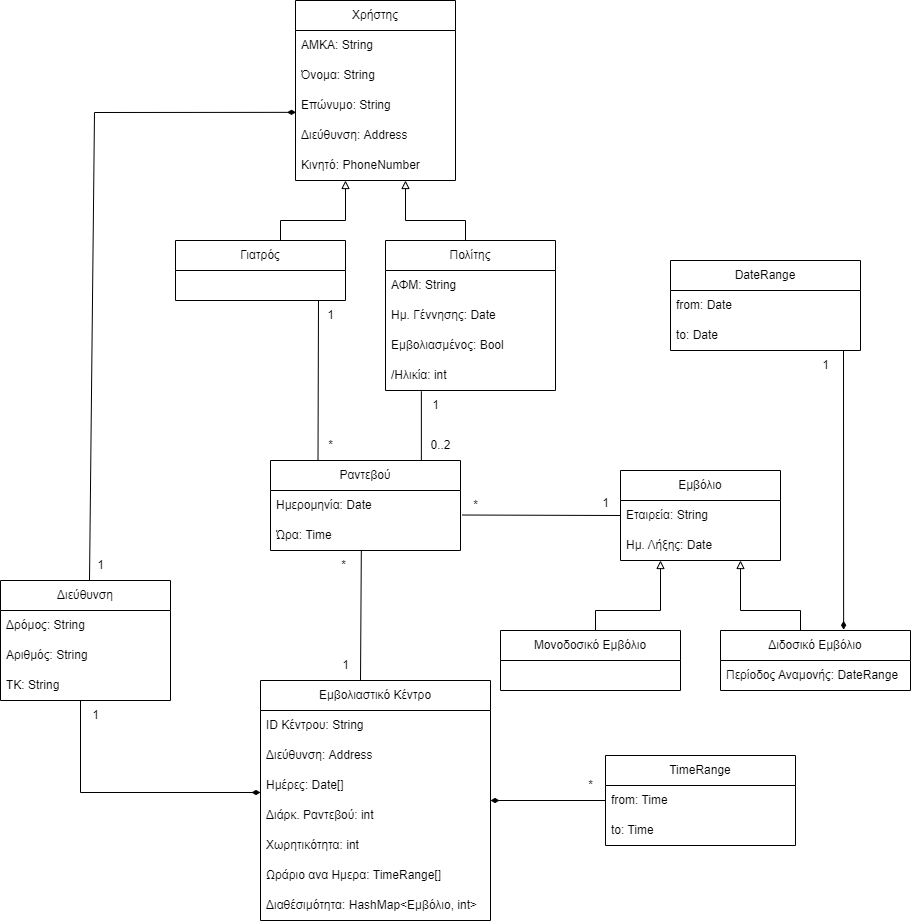 Χρήστης
ΑΜΚΑ: String
Όνομα: String
Επώνυμο: String
Διεύθυνση: Address
Κινητό: PhoneNumber
Γιατρός
Πολίτης
ΑΦΜ: String
Ημ. Γέννησης: Date
Εμβολιασμένος: Bool
/Ηλικία: int
DateRange
from: Date
to: Date
1
1
1
*
0..2
Ραντεβού
Ημερομηνία: Date
Ώρα: Time
*
1
Εμβόλιο
Εταιρεία: String
Ημ. Λήξης: Date
1
*
Διεύθυνση
Δρόμος: String
Αριθμός: String
ΤΚ: String
Μονοδοσικό Εμβόλιο
Διδοσικό Εμβόλιο
Περίοδος Αναμονής: DateRange
1
1
Εμβολιαστικό Κέντρο
ID Κέντρου: String
Διεύθυνση: Address
Ημέρες: Date[]
Διάρκ. Ραντεβού: int
Χωρητικότητα: int
Ωράριο ανα Ημερα: TimeRange[]
Διαθέσιμότητα: HashMap<Εμβόλιο, int>
*
TimeRange
from: Time
to: Time